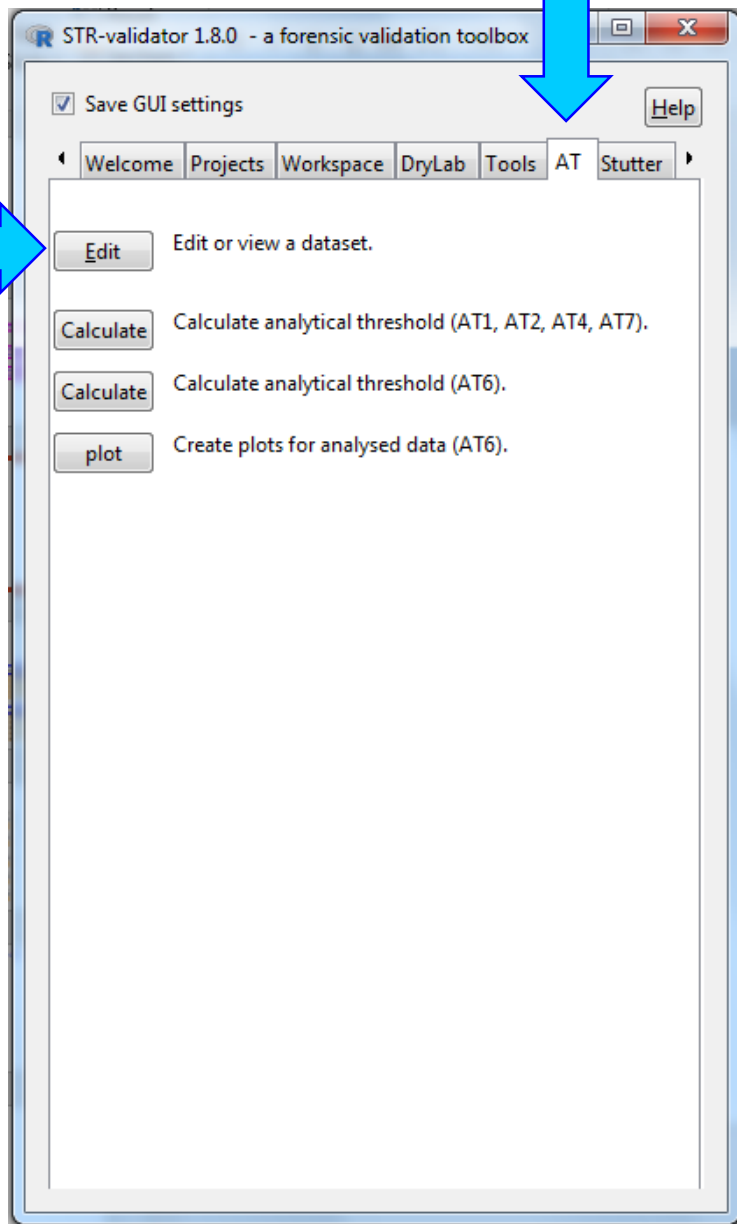 STR-validator 1.8.0 - a forensic validation toolbox
Save GUI settings
Help
Welcome Projects Workspace DryLab Tools AT Stutter
Edit Edit or view a dataset.
Calculate Calculate analytical threshold (AT1, AT2, AT4, AT7).
Calculate Calculate analytical threshold (AT6).
plot Create plots for analysed data (AT6).